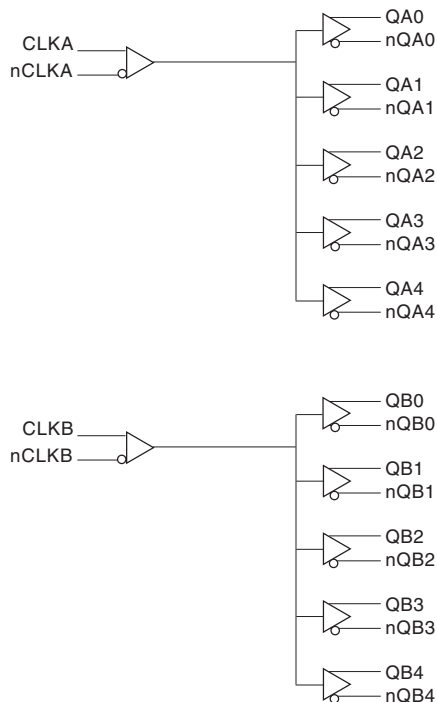 CLKA
nCLKA
QA0
nQA0
QA1
nQA1
QA2
nQA2
QA3
nQA3
QA4
nQA4
CLKB
nCLKB
QB0
nQB0
QB1
nQB1
QB2
nQB2
QB3
nQB3
QB4
nQB4